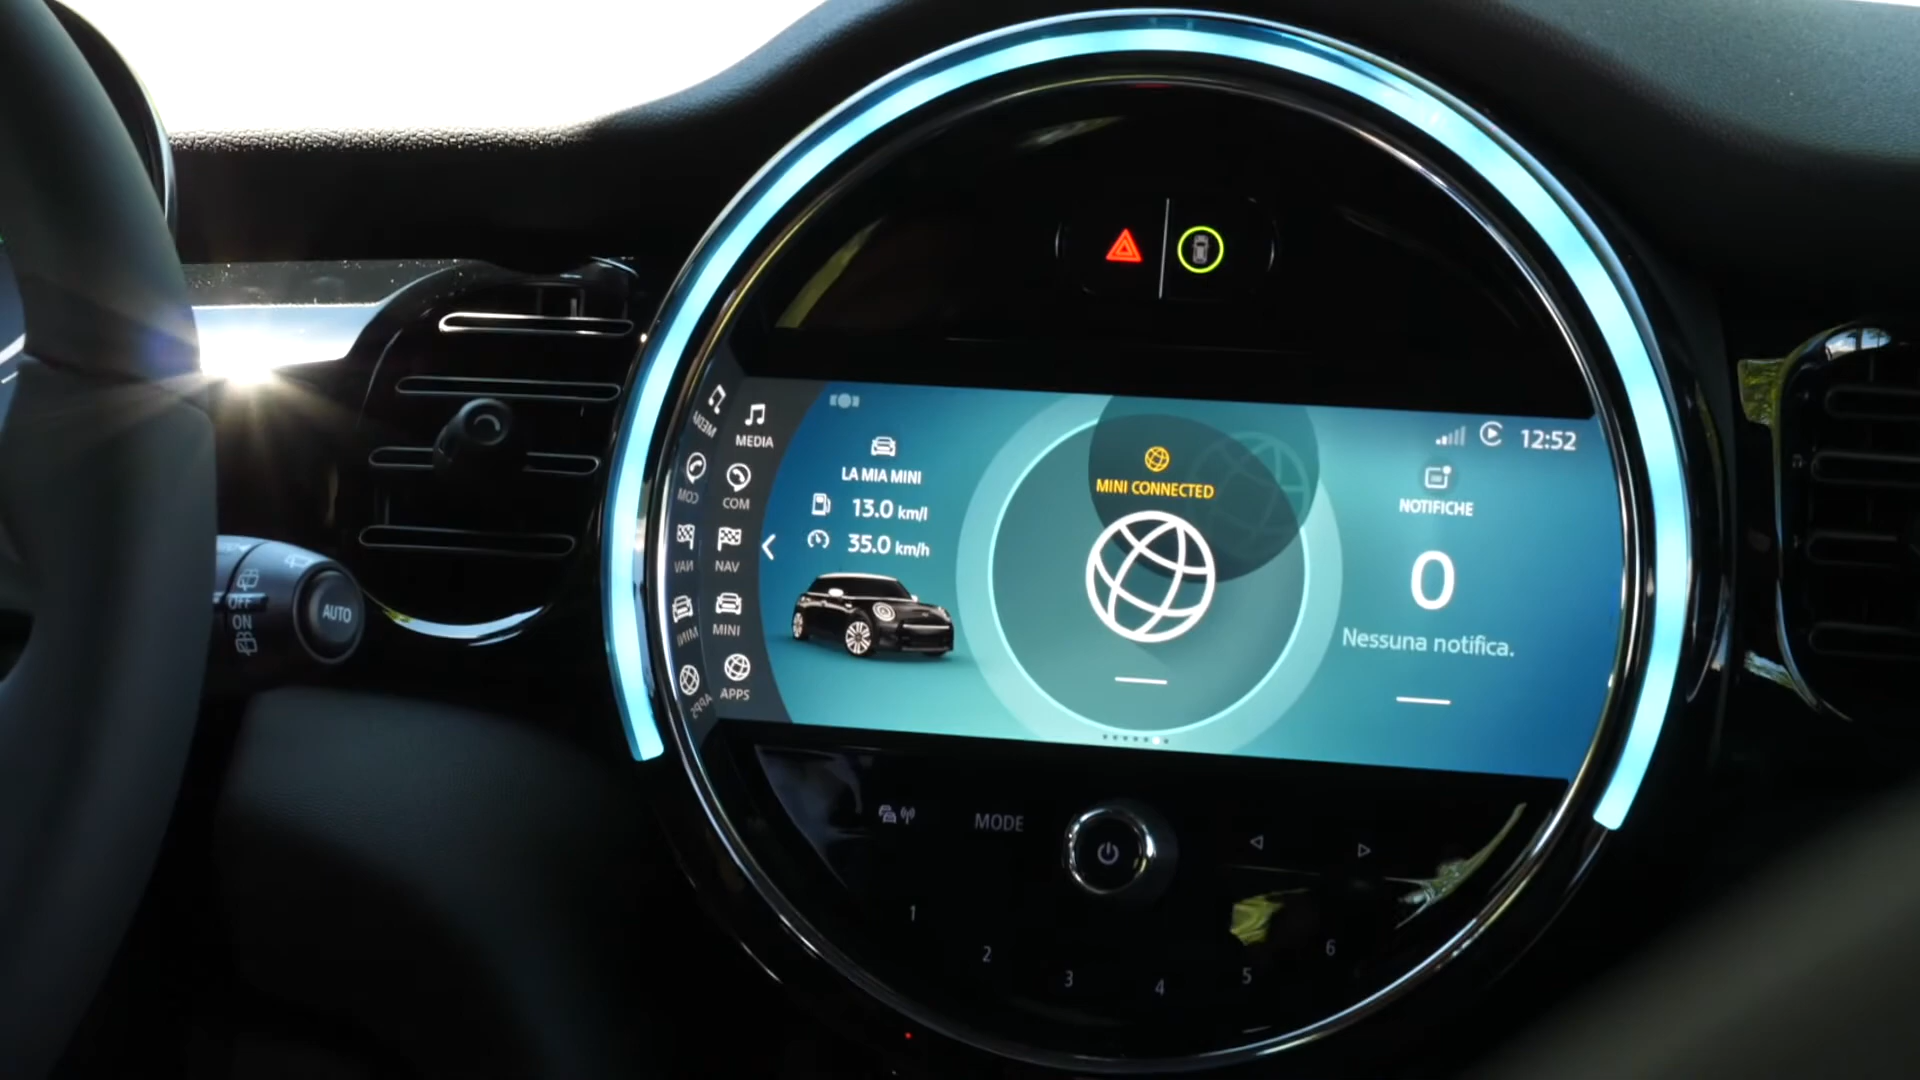 MEDIA
COM
NAV
MINI
APPS
LA MIA MINI
13.0 km/l
35.0 km/h
MINI CONNECTED
12:52
NOTIFICHE
0
Nessuna notifica.
OFF
ON
AUTO
MODE
1
2
3
4
5
6